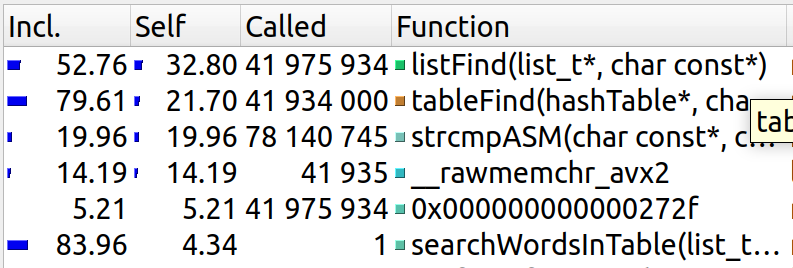 Incl. Self Called Function
52.76 32.80 41 975 934 listFind(list_t*, char const*)
79.61 21.70 41 934 000 tableFind(hashTable*, cha
19.96 19.96 78 140 745 strcmpASM(char const*, c...
14.19 14.19 41 935 __rawmemchr_avx2
5.21 5.21 41 975 934 0x000000000000272f
83.96 4.34 1 searchWordsInTable(list_t...
tab